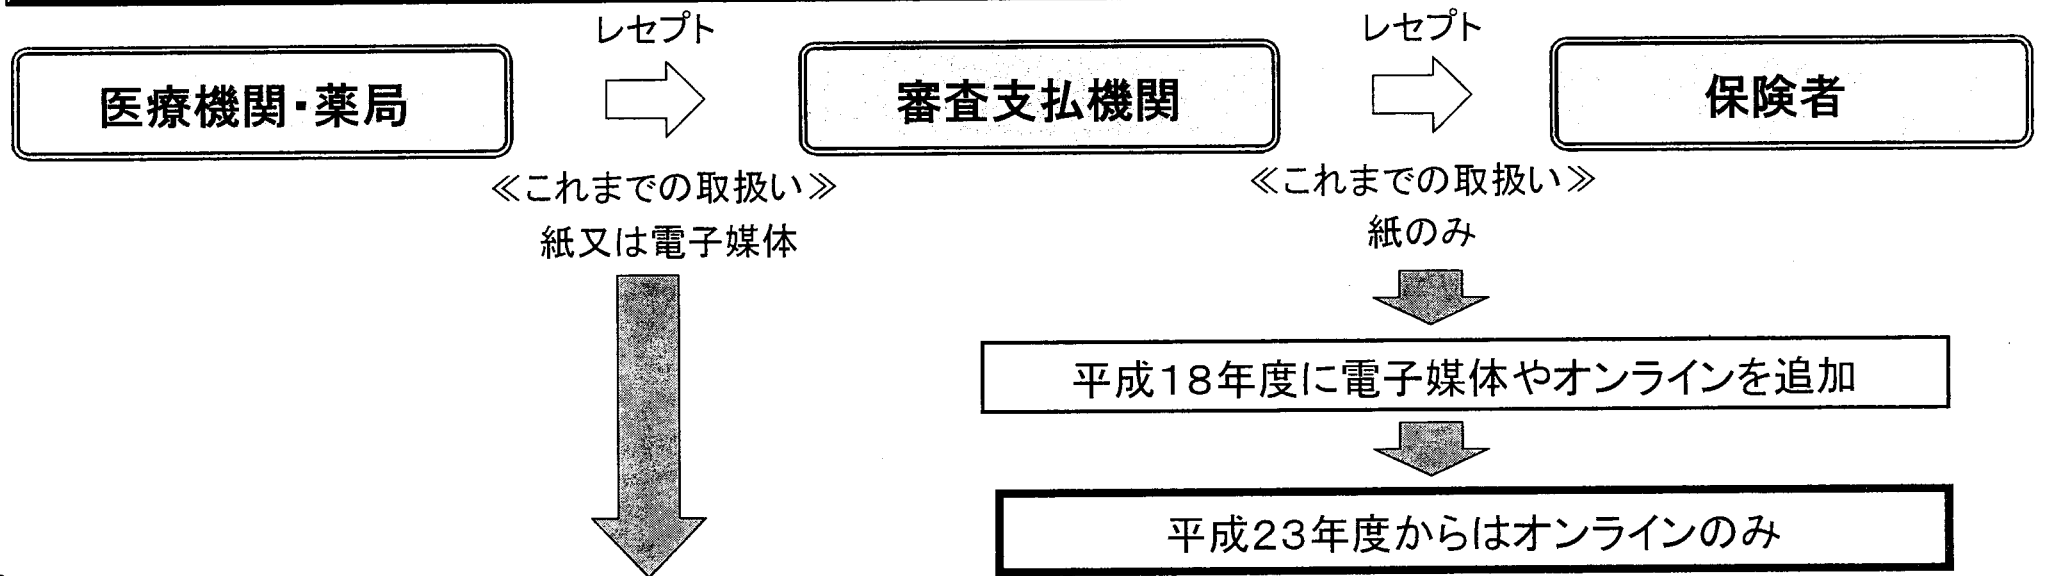 レセプト
レセプト
医療機関・薬局
審査支払機関
保険者
≪これまでの取扱い≫
紙又は電子媒体
≪これまでの取扱い≫
紙のみ
平成18年度に電子媒体やオンラインを追加
平成23年度からはオンラインのみ